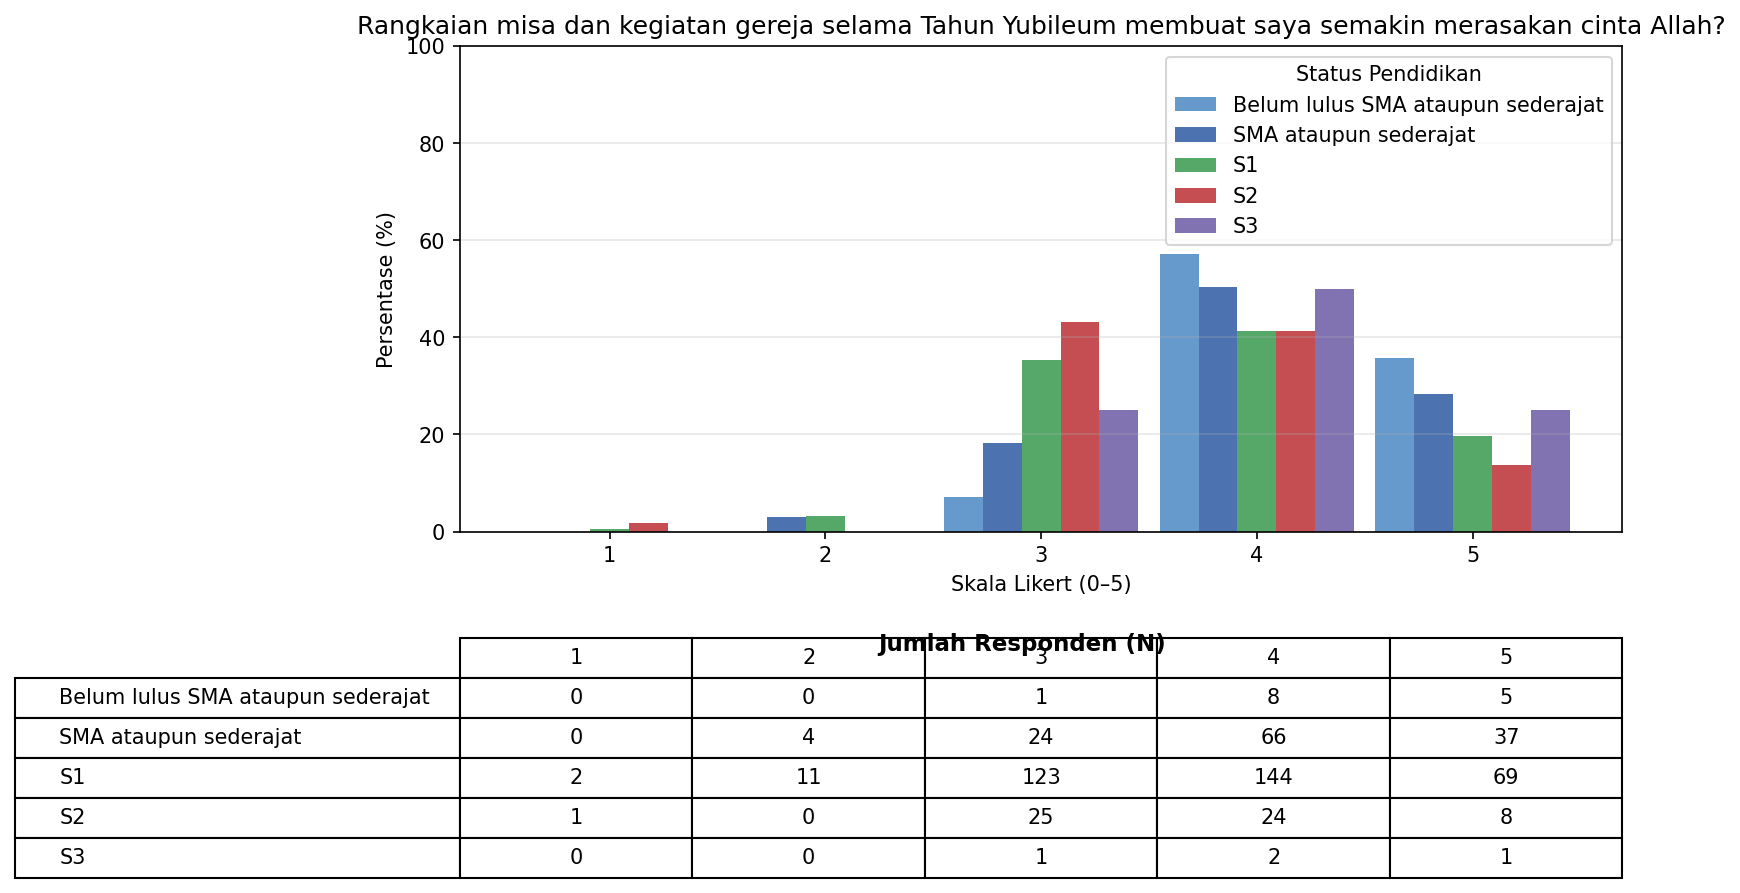 Rangkaian misa dan kegiatan gereja selama Tahun Yubileum membuat saya semakin merasakan cinta Allah?
Persentase (%)
100
80
60
40
20
0
Status Pendidikan
Belum lulus SMA ataupun sederajat
SMA ataupun sederajat
S1
S2
S3
1 2 3 4 5
Skala Likert (0–5)
Jumlah Responden (N)
1 2 3 4 5
Belum lulus SMA ataupun sederajat 0 0 1 8 5
SMA ataupun sederajat 0 4 24 66 37
S1 2 11 123 144 69
S2 1 0 25 24 8
S3 0 0 1 2 1